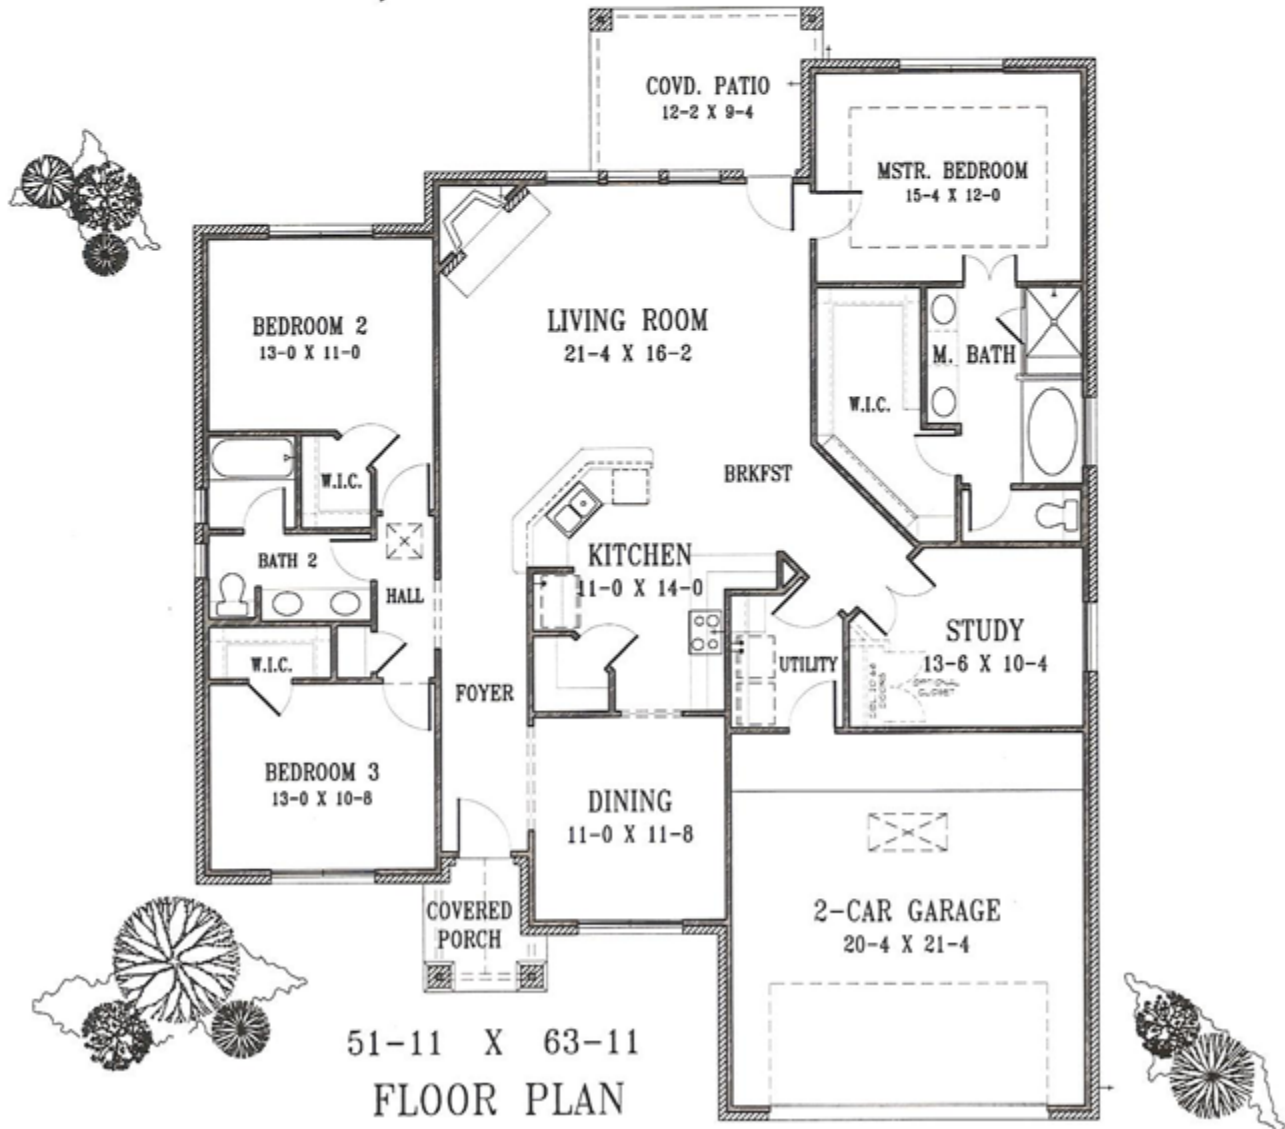 COVD. PATIO
12-2 X 9-4
MSTR. BEDROOM
15-4 X 12-0
BEDROOM 2
13-0 X 11-0
LIVING ROOM
21-4 X 16-2
M. BATH
W.I.C.
W.I.C.
BRKFST
BATH 2
HALL
KITCHEN
11-0 X 14-0
W.I.C.
FOYER
UTILITY
STUDY
13-6 X 10-4
OPTIONAL
CLOSET
DOORS
BEDROOM 3
13-0 X 10-8
DINING
11-0 X 11-8
COVERED
PORCH
2-CAR GARAGE
20-4 X 21-4
51-11 X 63-11
FLOOR PLAN